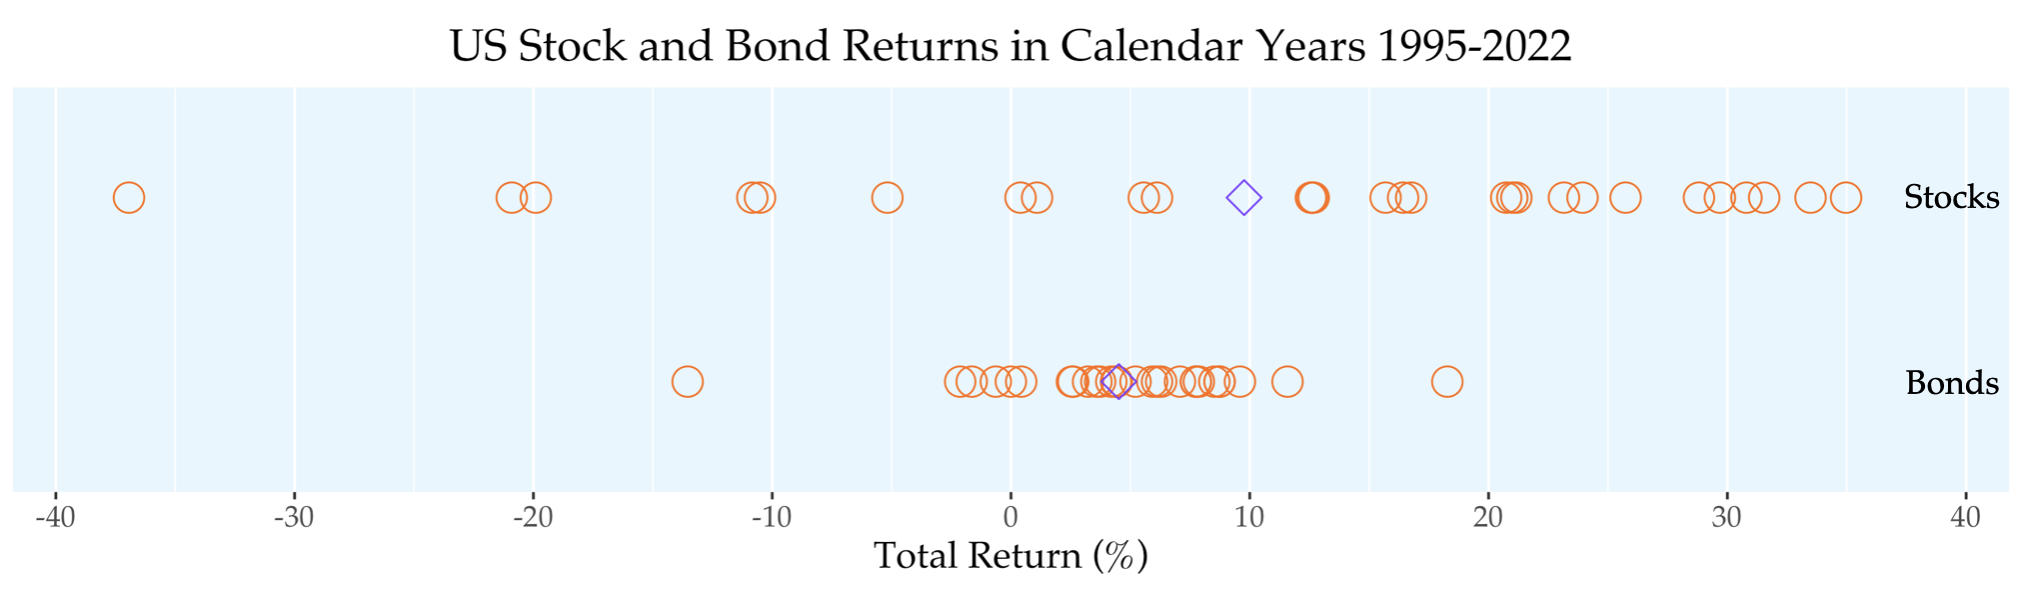 US Stock and Bond Returns in Calendar Years 1995-2022
Stocks
Bonds
-40 -30 -20 -10 0 10 20 30 40
Total Return (%)